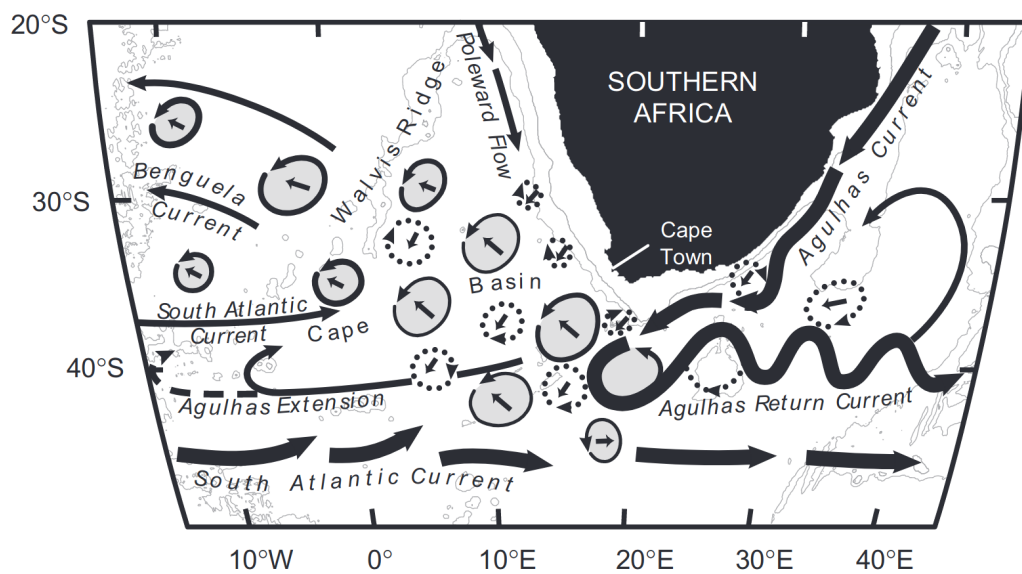 20°S
30°S
40°S
SOUTHERN
AFRICA
Poleward Flow
Agulhas Current
Walvis Ridge
Benguela
Current
Cape
Town
South Atlantic
Current
Cape
Basin
Agulhas Extension
Agulhas Return Current
South Atlantic Current
10°W
0°
10°E
20°E
30°E
40°E